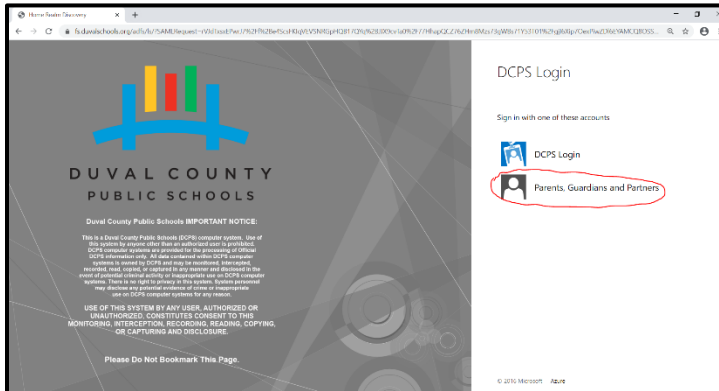 Home Realm Discovery
DUVAL COUNTY
PUBLIC SCHOOLS
Duval County Public Schools IMPORTANT NOTICE:
This is a Duval County Public Schools (DCPS) computer system. Use of
this system by anyone other than an authorized user is prohibited.
DCPS computer systems are provided for the processing of Official
DCPS information only. All data contained within DCPS computer
systems is owned by DCPS and may be monitored, intercepted,
recorded, read, copied, or captured in any manner and disclosed in the
event of potential criminal activity or inappropriate use on DCPS computer
systems. There is no right to privacy in this system. System personnel
may disclose any potential evidence of crime or inappropriate
use on DCPS computer systems for any reason.
USE OF THIS SYSTEM BY ANY USER, AUTHORIZED OR
UNAUTHORIZED, CONSTITUTES CONSENT TO THIS
MONITORING, INTERCEPTION, RECORDING, READING, COPYING,
OR CAPTURING AND DISCLOSURE.
Please Do Not Bookmark This Page.
DCPS Login
Sign in with one of these accounts
DCPS Login
Parents, Guardians and Partners
© 2016 Microsoft Azure